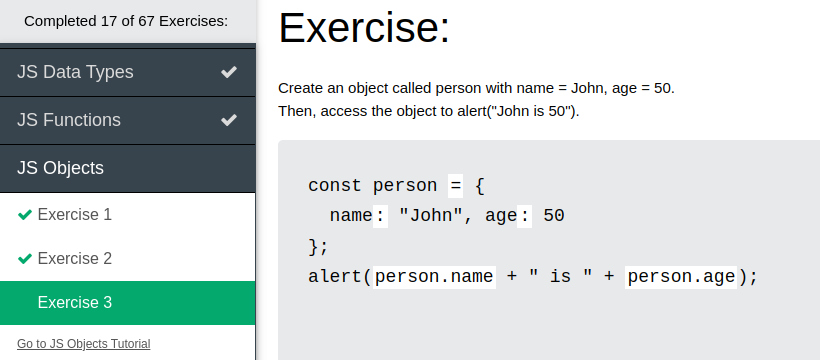 Completed 17 of 67 Exercises:
JS Data Types
JS Functions
JS Objects
Exercise 1
Exercise 2
Exercise 3
Go to JS Objects Tutorial
Exercise:
Create an object called person with name = John, age = 50.
Then, access the object to alert("John is 50").
const person = {
  name: "John", age: 50
};
alert(person.name + " is " + person.age);